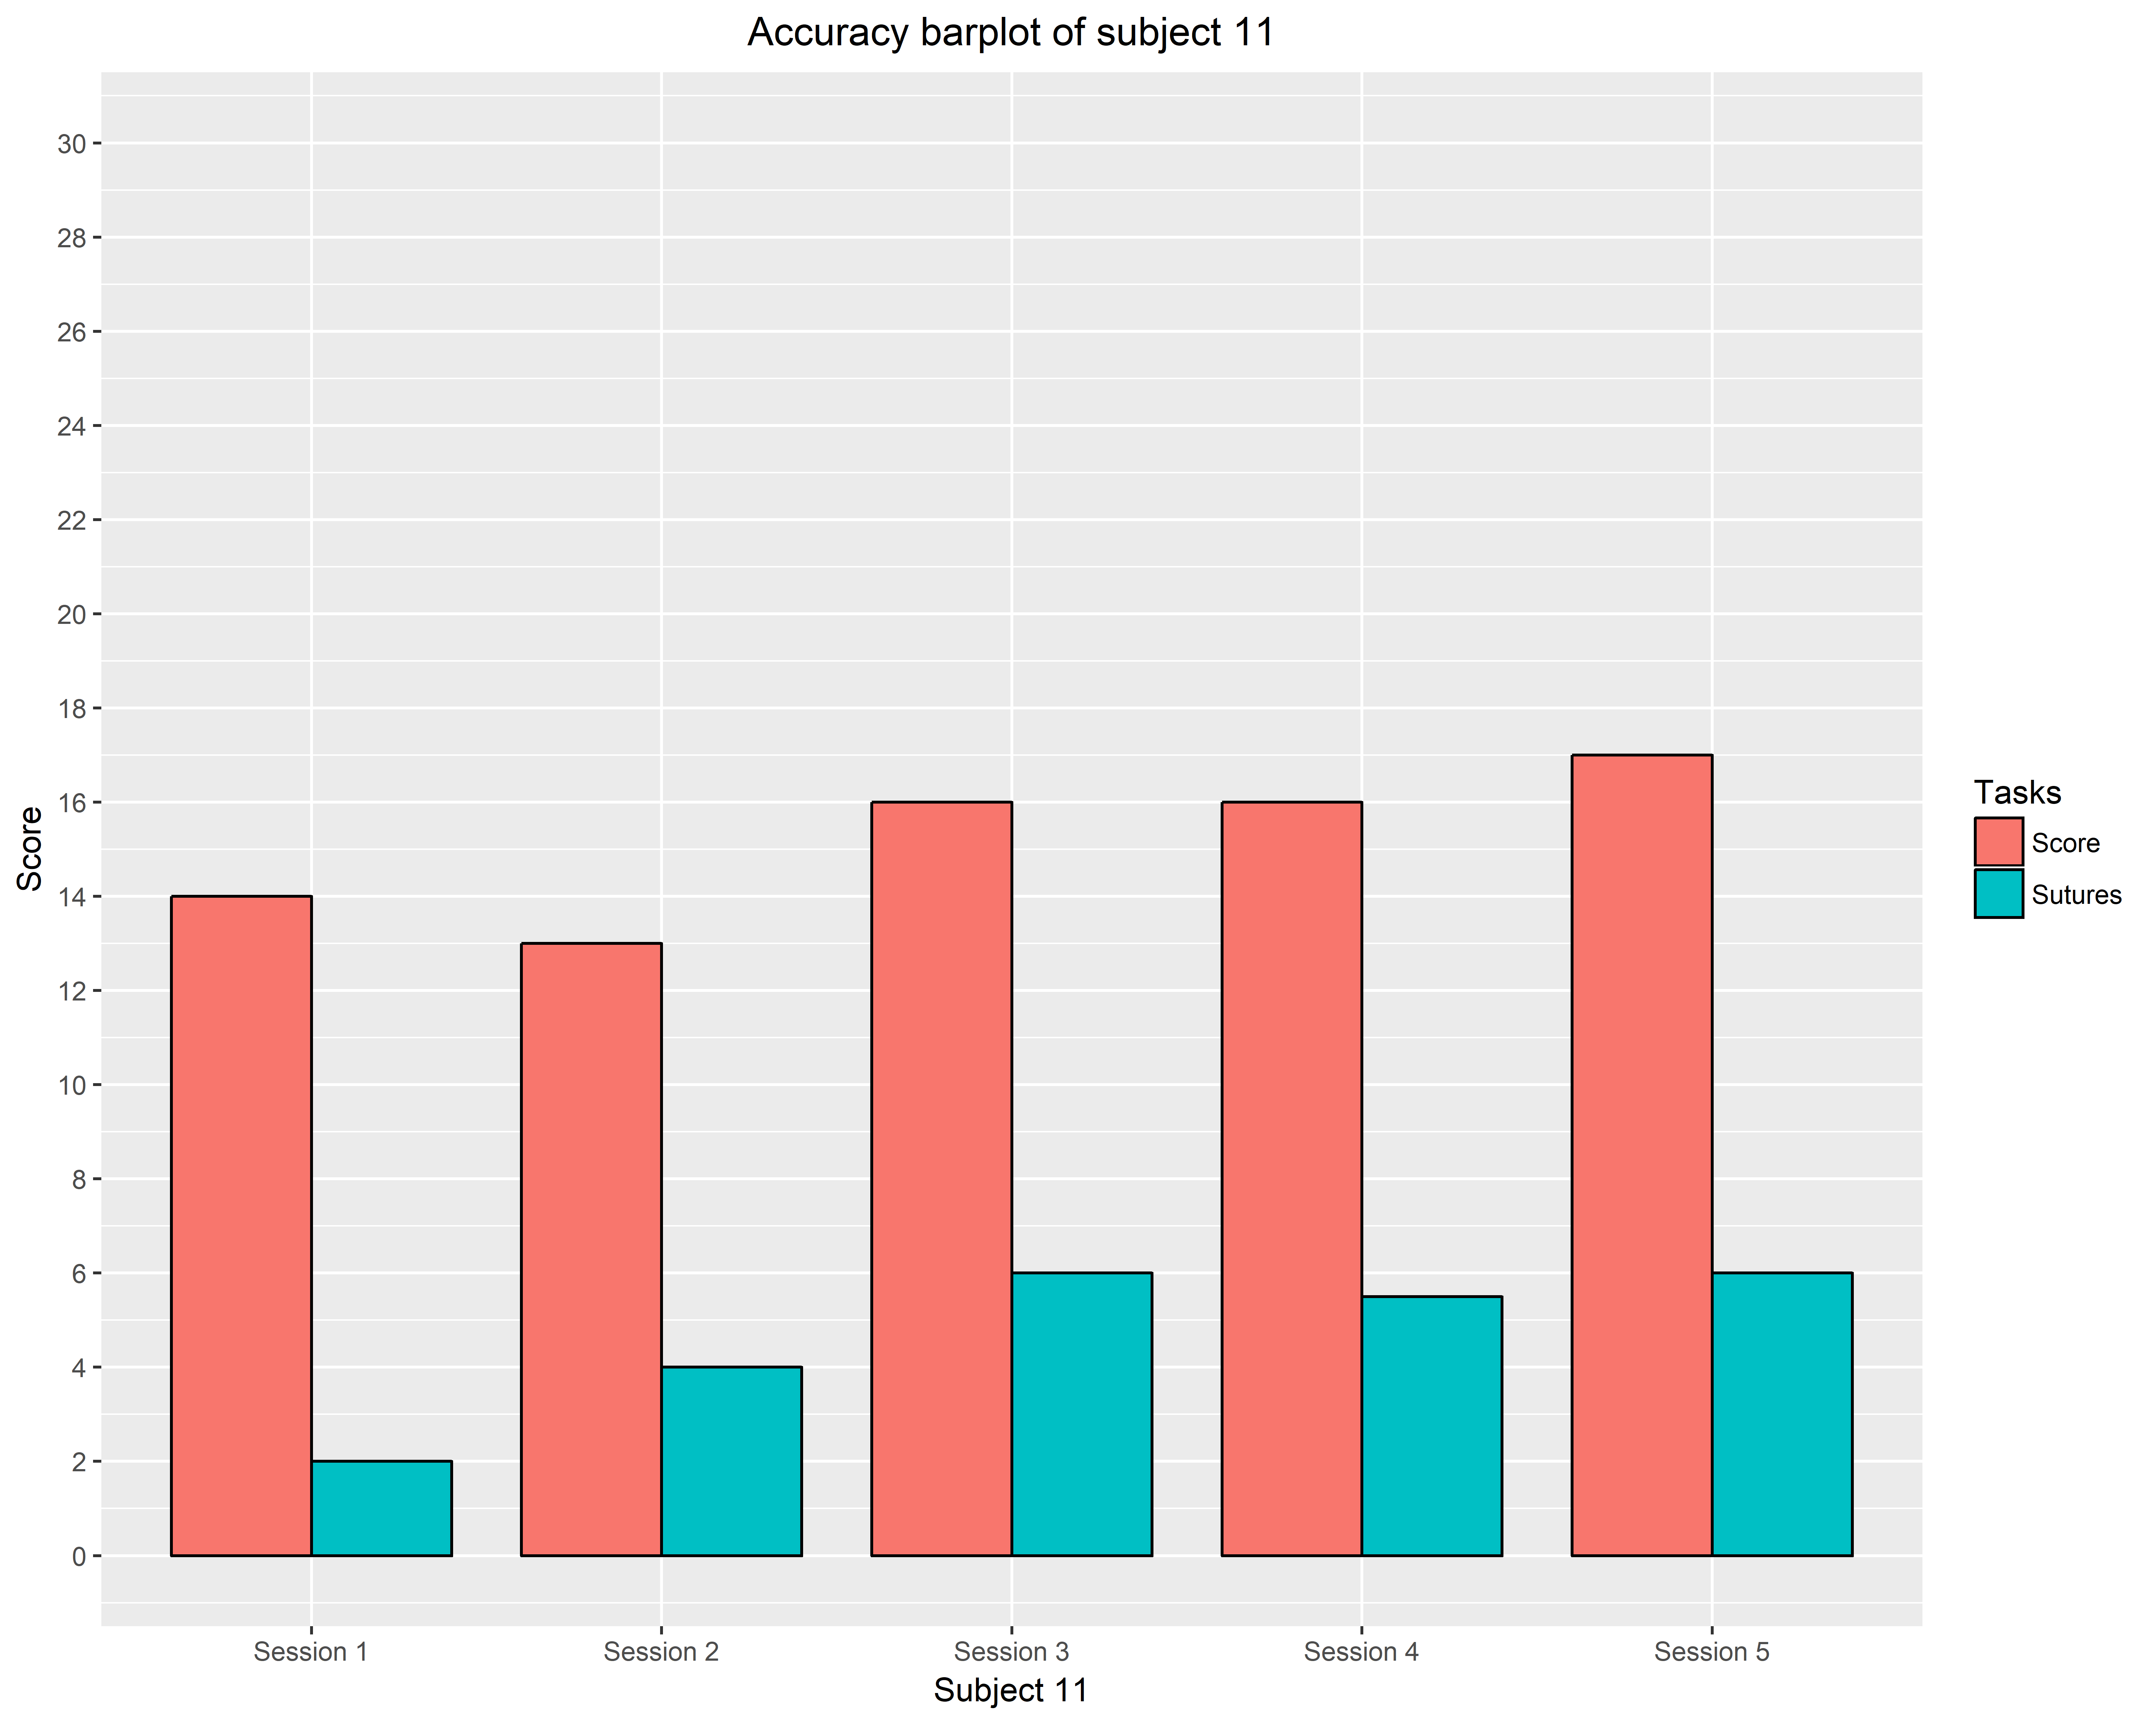 Accuracy barplot of subject 11
Score
30
28
26
24
22
20
18
16
14
12
10
8
6
4
2
0
Session 1
Session 2
Session 3
Session 4
Session 5
Subject 11
Tasks
Score
Sutures